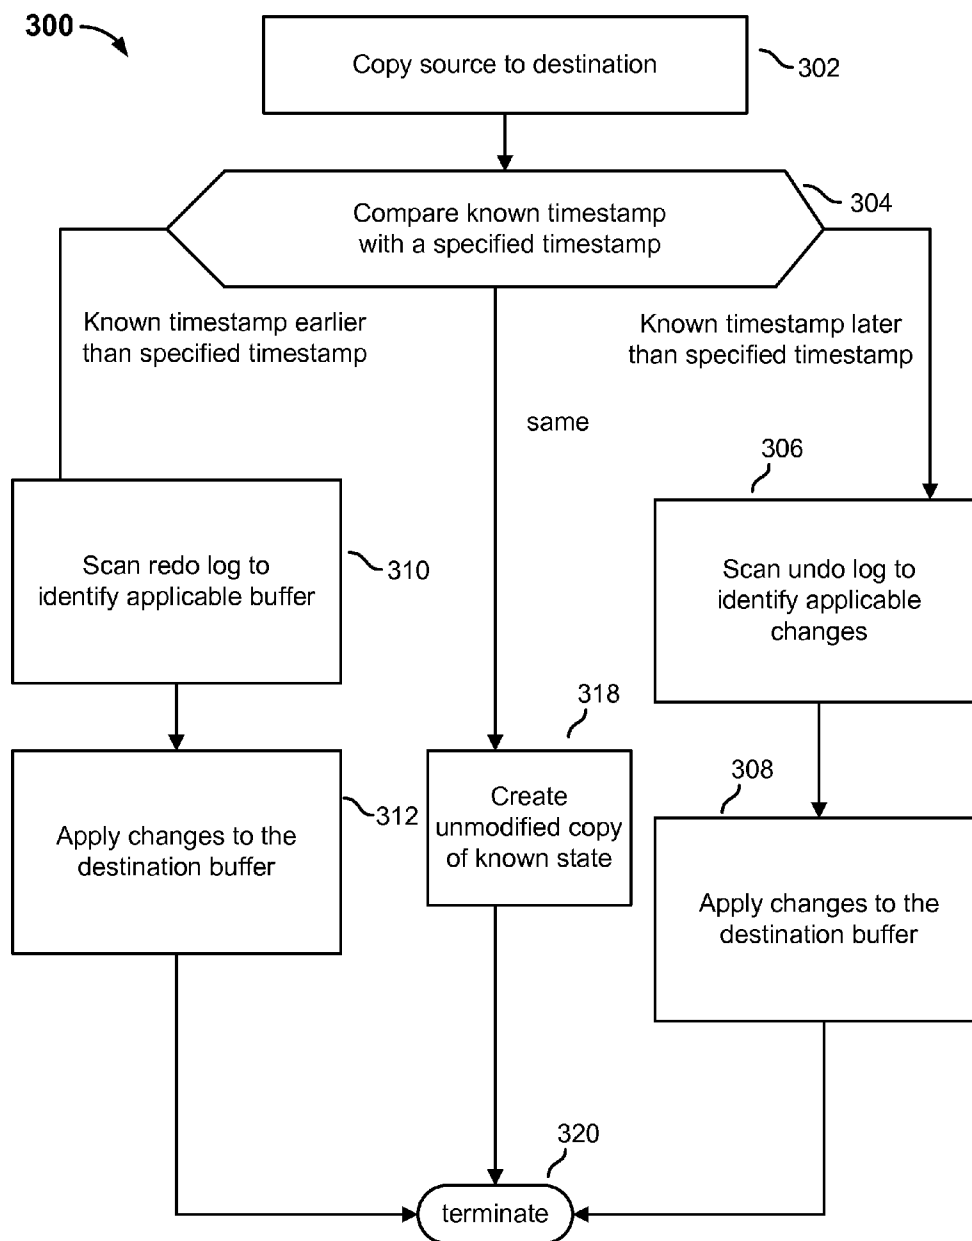 300
Copy source to destination
302
Compare known timestamp
with a specified timestamp
304
Known timestamp earlier
than specified timestamp
Known timestamp later
than specified timestamp
same
306
Scan redo log to
identify applicable buffer
310
Scan undo log to
identify applicable
changes
318
308
Apply changes to the
destination buffer
312
Create
unmodified copy
of known state
Apply changes to the
destination buffer
320
terminate